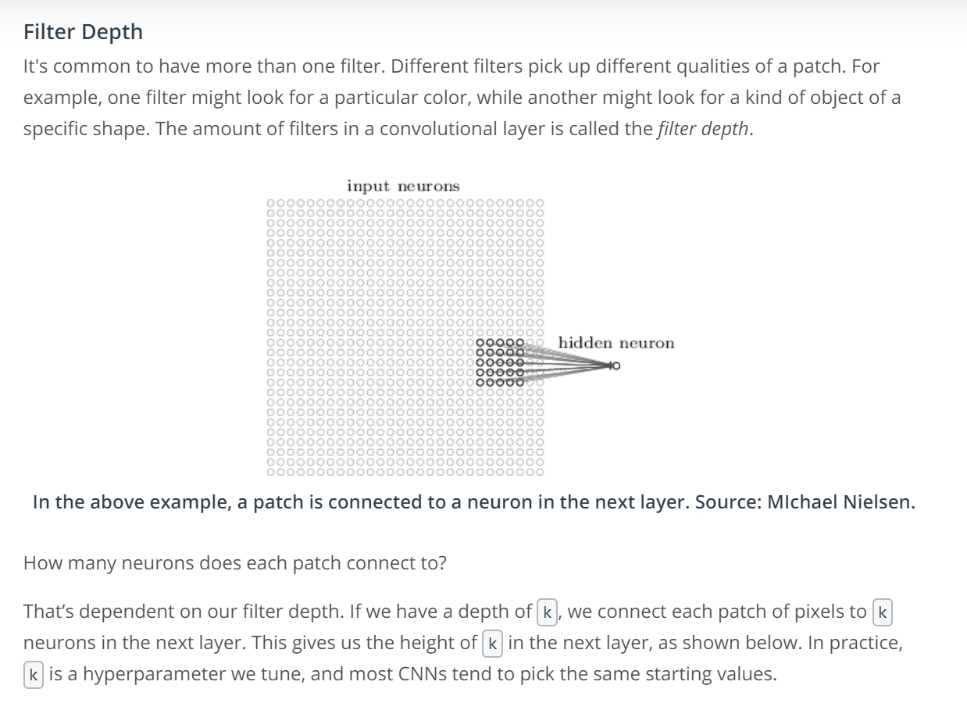 Filter Depth
It's common to have more than one filter. Different filters pick up different qualities of a patch. For
example, one filter might look for a particular color, while another might look for a kind of object of a
specific shape. The amount of filters in a convolutional layer is called the filter depth.
input neurons
hidden neuron
In the above example, a patch is connected to a neuron in the next layer. Source: MIchael Nielsen.
How many neurons does each patch connect to?
That’s dependent on our filter depth. If we have a depth of k, we connect each patch of pixels to k
neurons in the next layer. This gives us the height of k in the next layer, as shown below. In practice,
k is a hyperparameter we tune, and most CNNs tend to pick the same starting values.